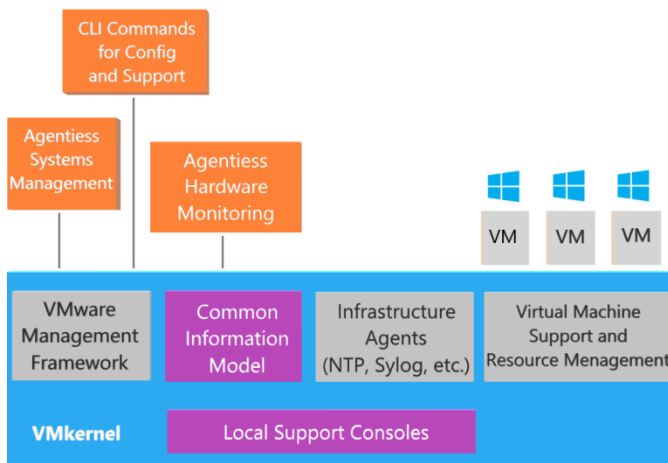 CLI Commands
for Config
and Support
Agentiess
Systems
Management
Agentiess
Hardware
Monitoring
VM
VM
VM
VMware
Management
Framework
Common
Information
Model
Infrastructure
Agents
(NTP, Sylog, etc.)
Virtual Machine
Support and
Resource Menagement
VMkernel
Local Support Consoles